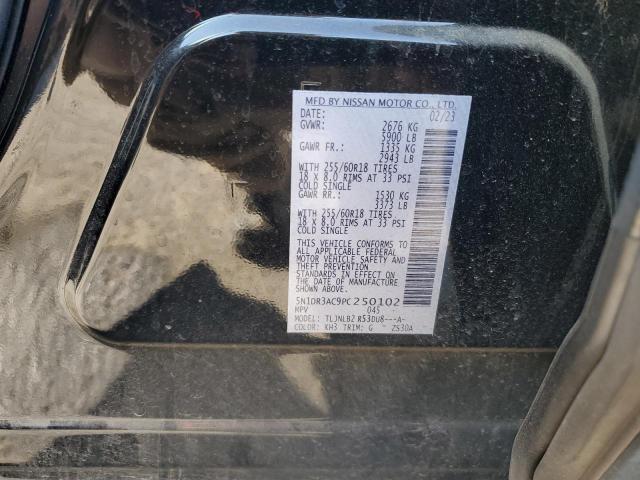 MFD BY NISSAN MOTOR CO., LTD.
DATE: 02/23
GVWR: 2676 KG
5900 LB
GAWR FR.: 1335 KG
2943 LB
WITH 255/60R18 TIRES
18 X 8.0 RIMS AT 33 PSI
COLD SINGLE
GAWR RR.: 1530 KG
3373 LB
WITH 255/60R18 TIRES
18 X 8.0 RIMS AT 33 PSI
COLD SINGLE
THIS VEHICLE CONFORMS TO
ALL APPLICABLE FEDERAL
MOTOR VEHICLE SAFETY AND
THEFT PREVENTION
STANDARDS IN EFFECT ON
THE DATE OF MANUFACTURE
SHOWN ABOVE.
5N1DR3AC9PC250102
MPV 045
MODEL: TLJNLB2 R53DU8---A-
COLOR: KH3 TRIM: G ZS30A